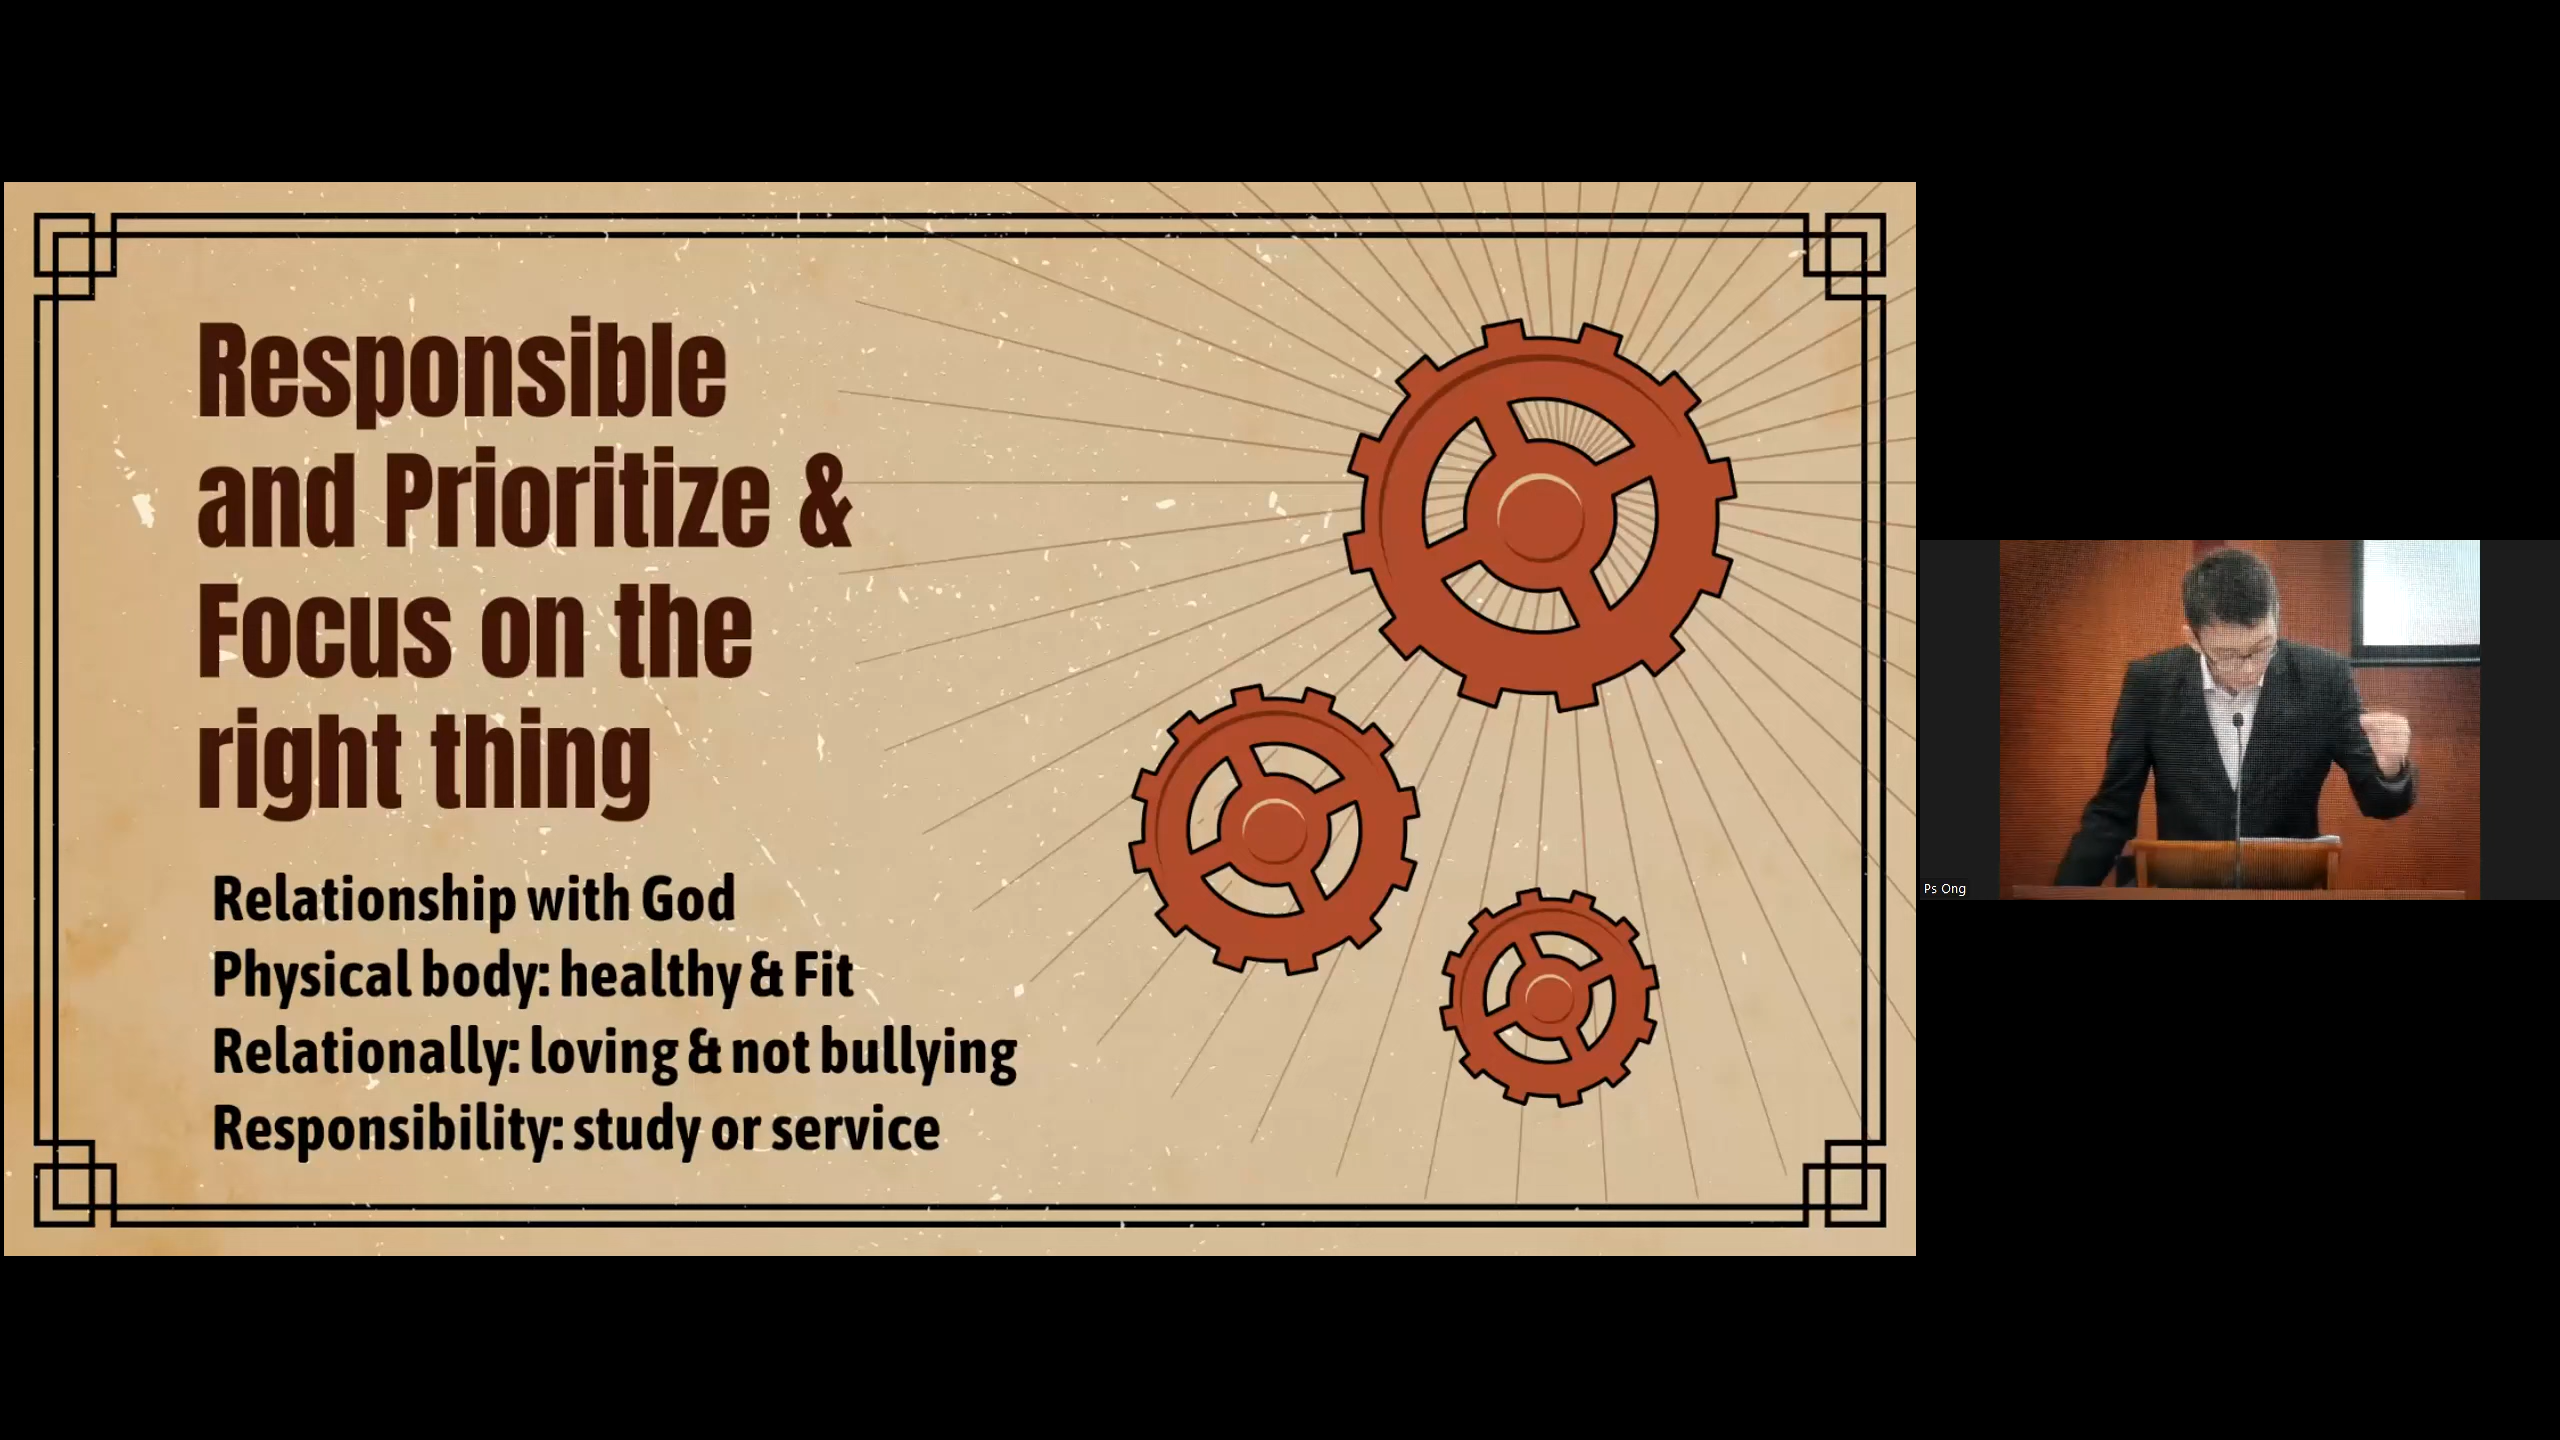 Responsible
and Prioritize &
Focus on the
right thing
Relationship with God
Physical body: healthy & Fit
Relationally: loving & not bullying
Responsibility: study or service
Ps Ong